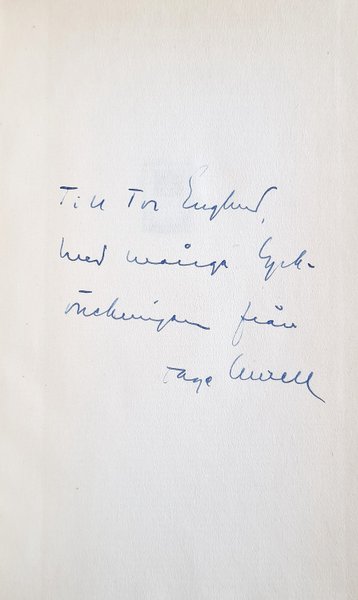 Till Tor Englund,
med många lyck-
önskningar från
Tage Aurell